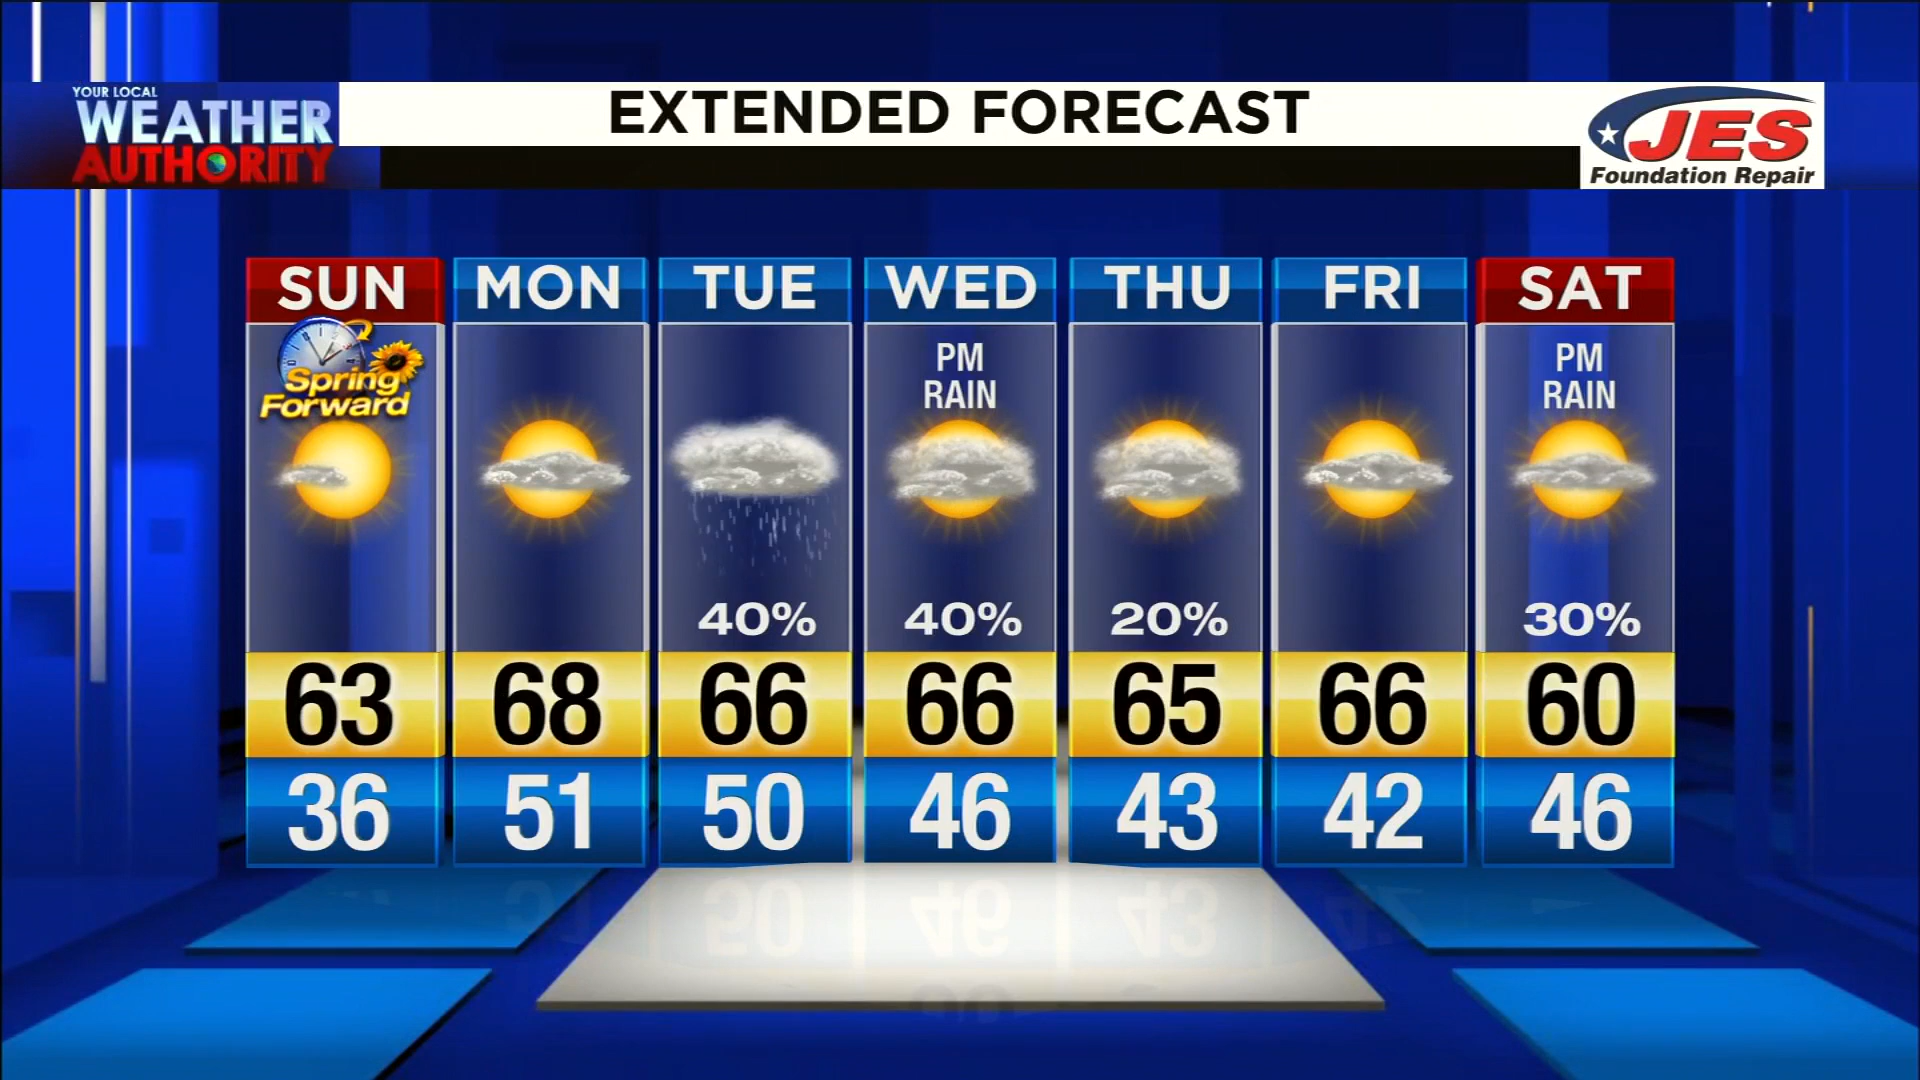 YOUR LOCAL
WEATHER
AUTHORITY
EXTENDED FORECAST
JES
Foundation Repair
SUN MON TUE WED THU FRI SAT
Spring
Forward
PM
RAIN
PM
RAIN
40% 40% 20% 30%
63 68 66 66 65 66 60
36 51 50 46 43 42 46